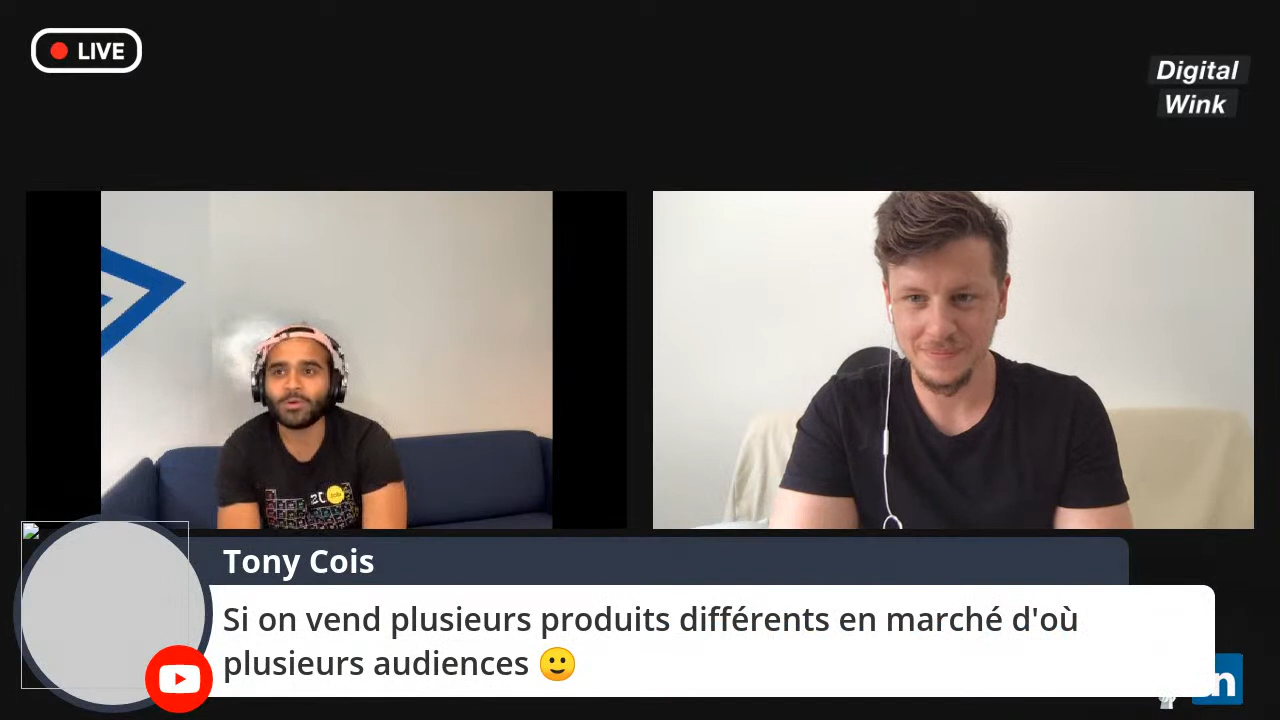 LIVE
Digital
Wink
Tony Cois
Si on vend plusieurs produits différents en marché d'où
plusieurs audiences 🙂